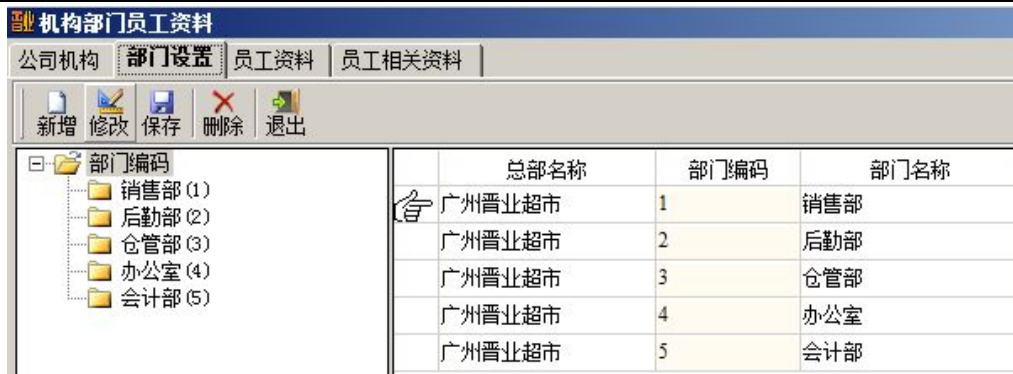 晋业 机构部门员工资料
公司机构 部门设置 员工资料 员工相关资料
新增 修改 保存 删除 退出
部门编码
销售部(1)
后勤部(2)
仓管部(3)
办公室(4)
会计部(5)
总部名称 部门编码 部门名称
广州晋业超市 1 销售部
广州晋业超市 2 后勤部
广州晋业超市 3 仓管部
广州晋业超市 4 办公室
广州晋业超市 5 会计部